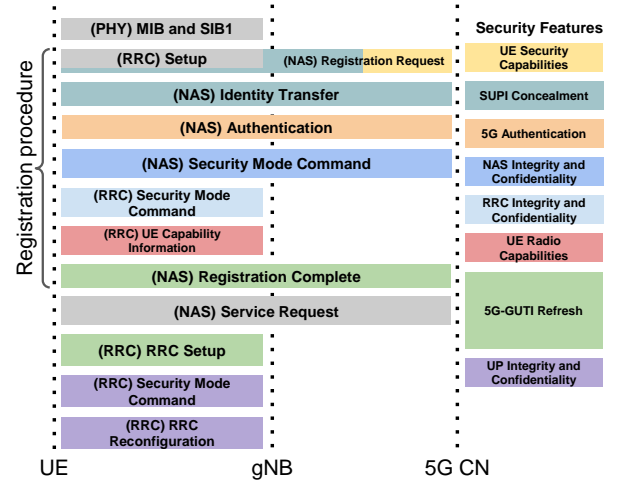 (PHY) MIB and SIB1
Security Features
(RRC) Setup
(NAS) Registration Request
UE Security
Capabilities
(NAS) Identity Transfer
SUPI Concealment
(NAS) Authentication
5G Authentication
(NAS) Security Mode Command
NAS Integrity and
Confidentiality
(RRC) Security Mode
Command
RRC Integrity and
Confidentiality
(RRC) UE Capability
Information
UE Radio
Capabilities
Registration procedure
(NAS) Registration Complete
(NAS) Service Request
5G-GUTI Refresh
(RRC) RRC Setup
(RRC) Security Mode
Command
UP Integrity and
Confidentiality
(RRC) RRC
Reconfiguration
UE
gNB
5G CN